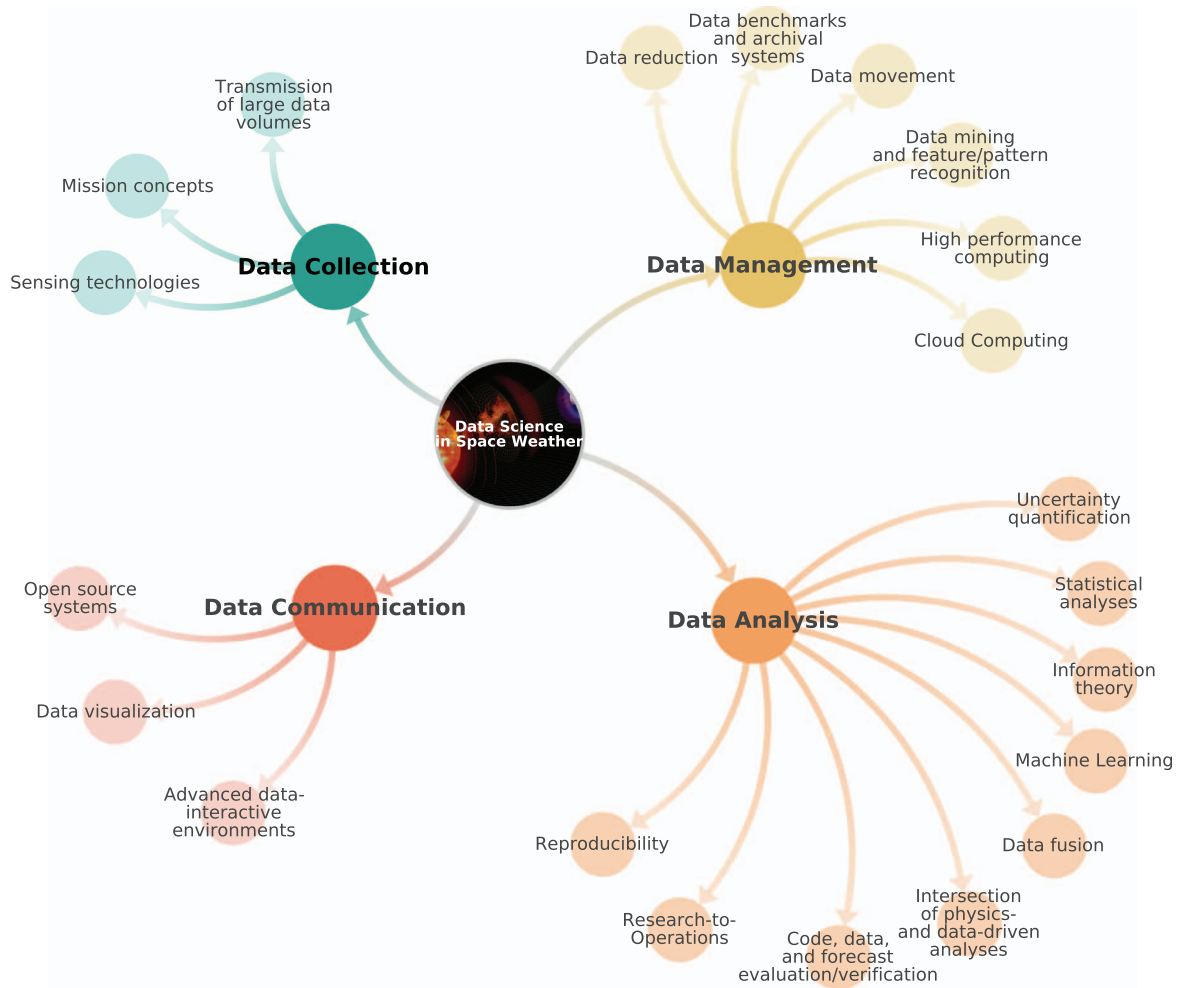 Transmission
of large data
volumes
Mission concepts
Sensing technologies
Data Collection
Data benchmarks
and archival
systems
Data reduction
Data movement
Data mining
and feature/pattern
recognition
High performance
computing
Cloud Computing
Data Management
Data Science
in Space Weather
Data Communication
Open source
systems
Data visualization
Advanced data-
interactive
environments
Data Analysis
Uncertainty
quantification
Statistical
analyses
Information
theory
Machine Learning
Data fusion
Intersection
of physics-
and data-driven
analyses
Code, data,
and forecast
evaluation/verification
Research-to-
Operations
Reproducibility